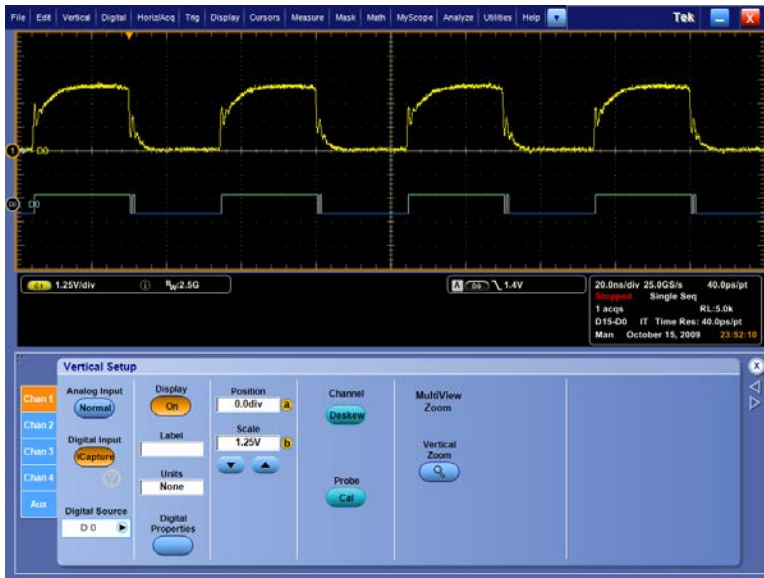 File Edit Vertical Digital Horiz/Acq Trig Display Cursors Measure Mask Math MyScope Analyze Utilities Help Tek X
1 D0
D0 D0
C1 1.25V/div BW:2.5G
A D0 1.4V
20.0ns/div 25.0GS/s 40.0ps/pt
Stopped Single Seq
1 acqs RL:5.0k
D15-D0 IT Time Res: 40.0ps/pt
Man October 15, 2009 23:52:10
Vertical Setup
X
Chan 1
Chan 2
Chan 3
Chan 4
Aux
Analog Input
Normal
Digital Input
iCapture
?
Digital Source
D 0
Display
On
Label
Units
None
Digital
Properties
Position
0.0div a
Scale
1.25V b
Channel
Deskew
Probe
Cal
MultiView
Zoom
Vertical
Zoom